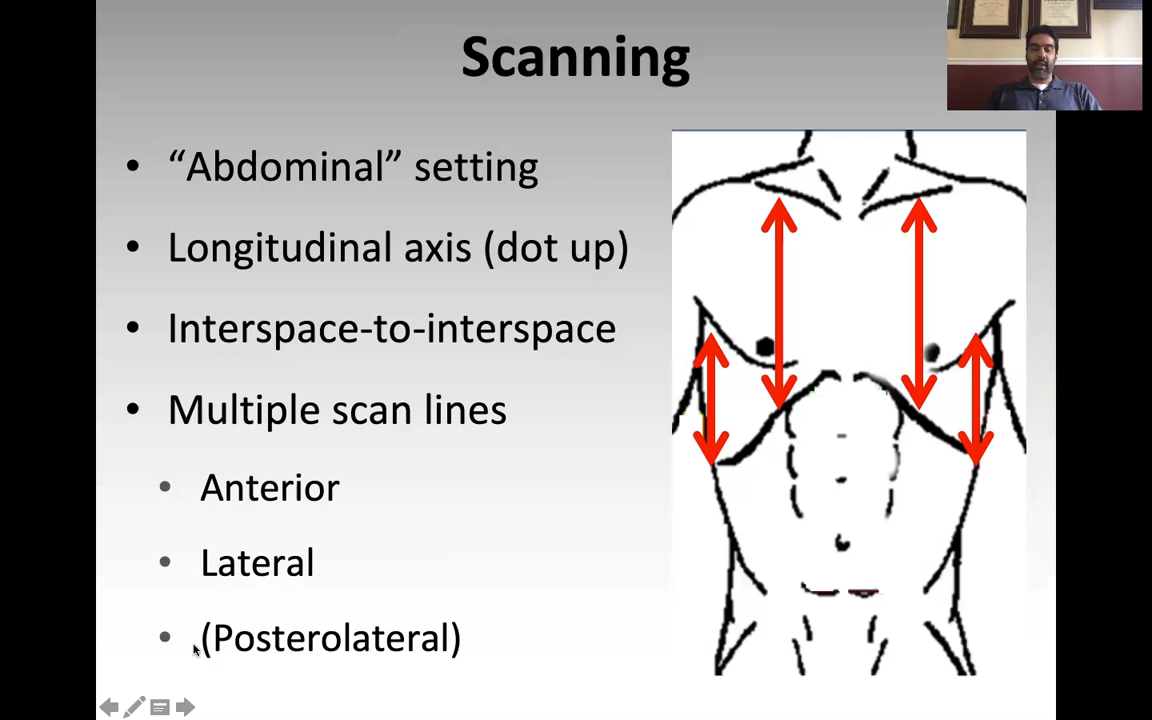 Scanning
• “Abdominal” setting
• Longitudinal axis (dot up)
• Interspace-to-interspace
• Multiple scan lines
• Anterior
• Lateral
• (Posterolateral)